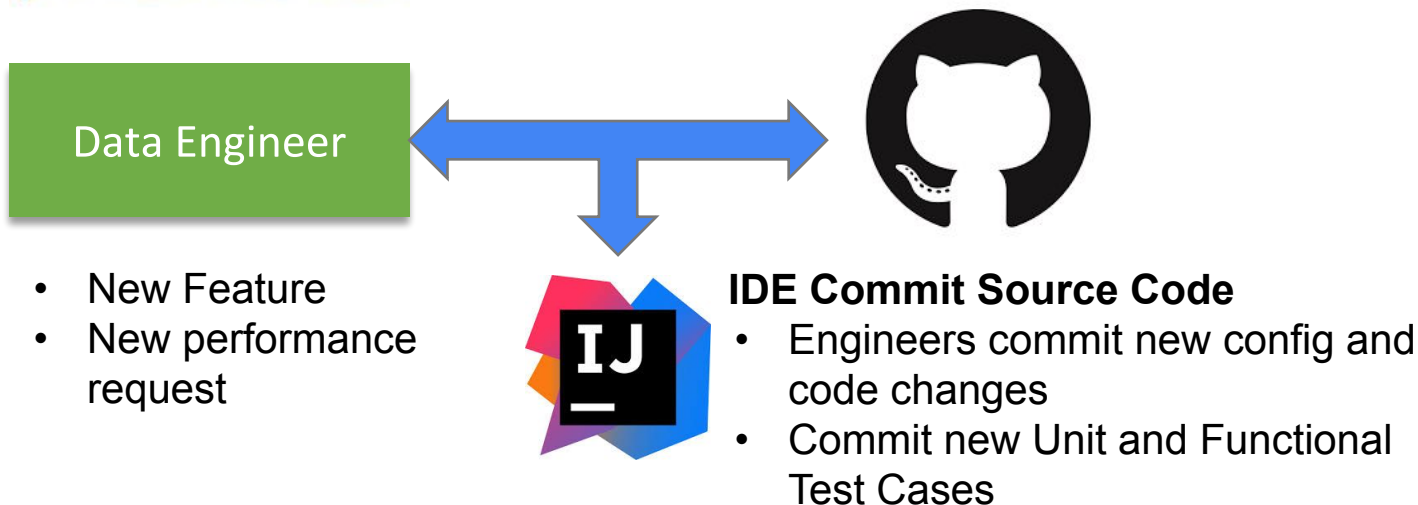 Data Engineer
• New Feature
• New performance
request
IJ
IDE Commit Source Code
• Engineers commit new config and
code changes
• Commit new Unit and Functional
Test Cases